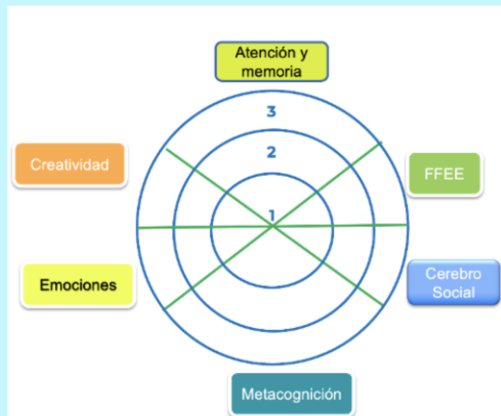 Atención y
memoria
3
2
Creatividad
FFEE
1
Emociones
Cerebro
Social
Metacognición